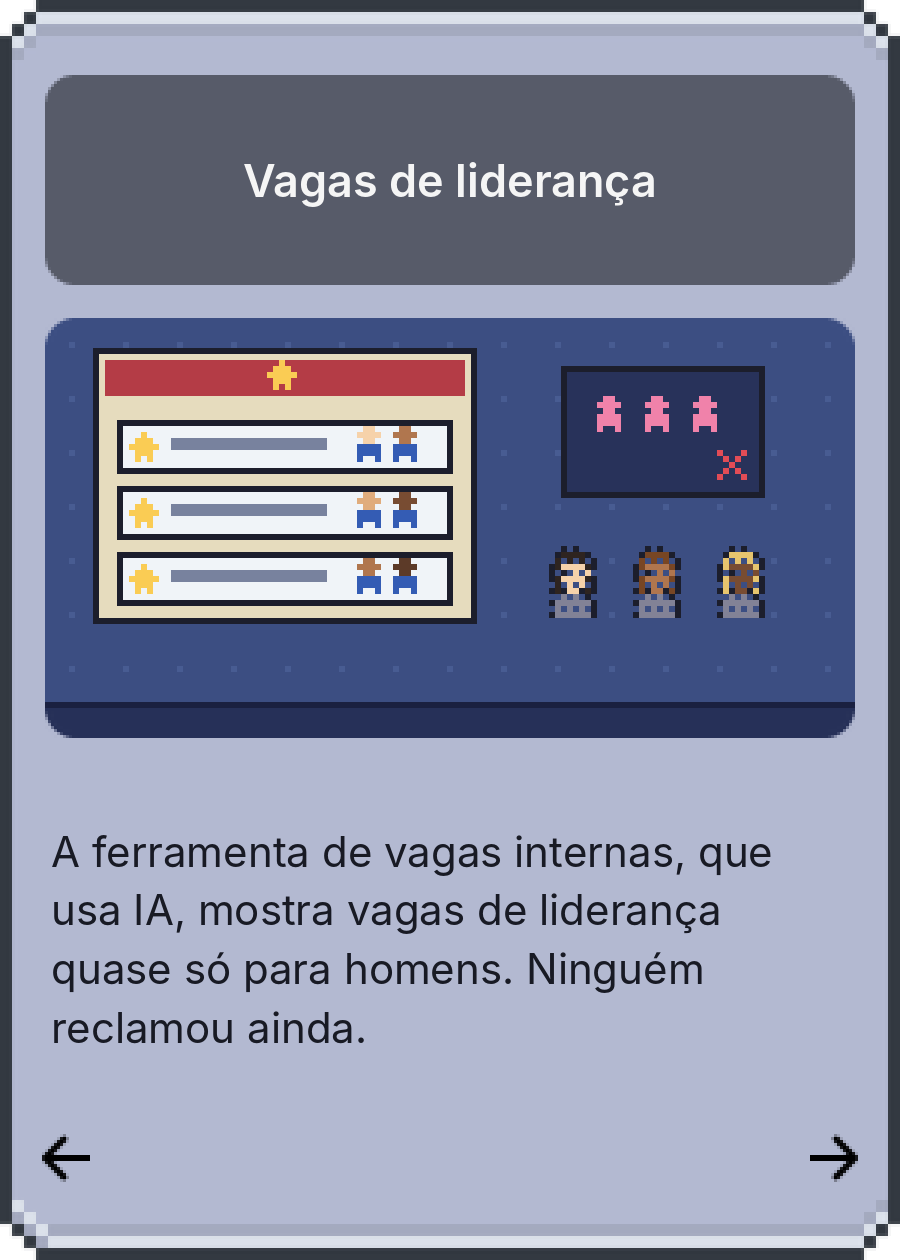 Vagas de liderança
A ferramenta de vagas internas, que
usa IA, mostra vagas de liderança
quase só para homens. Ninguém
reclamou ainda.